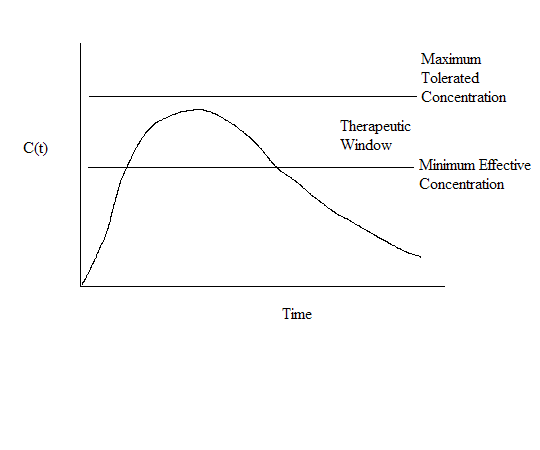 Maximum
Tolerated
Concentration
Therapeutic
Window
C(t)
Minimum Effective
Concentration
Time